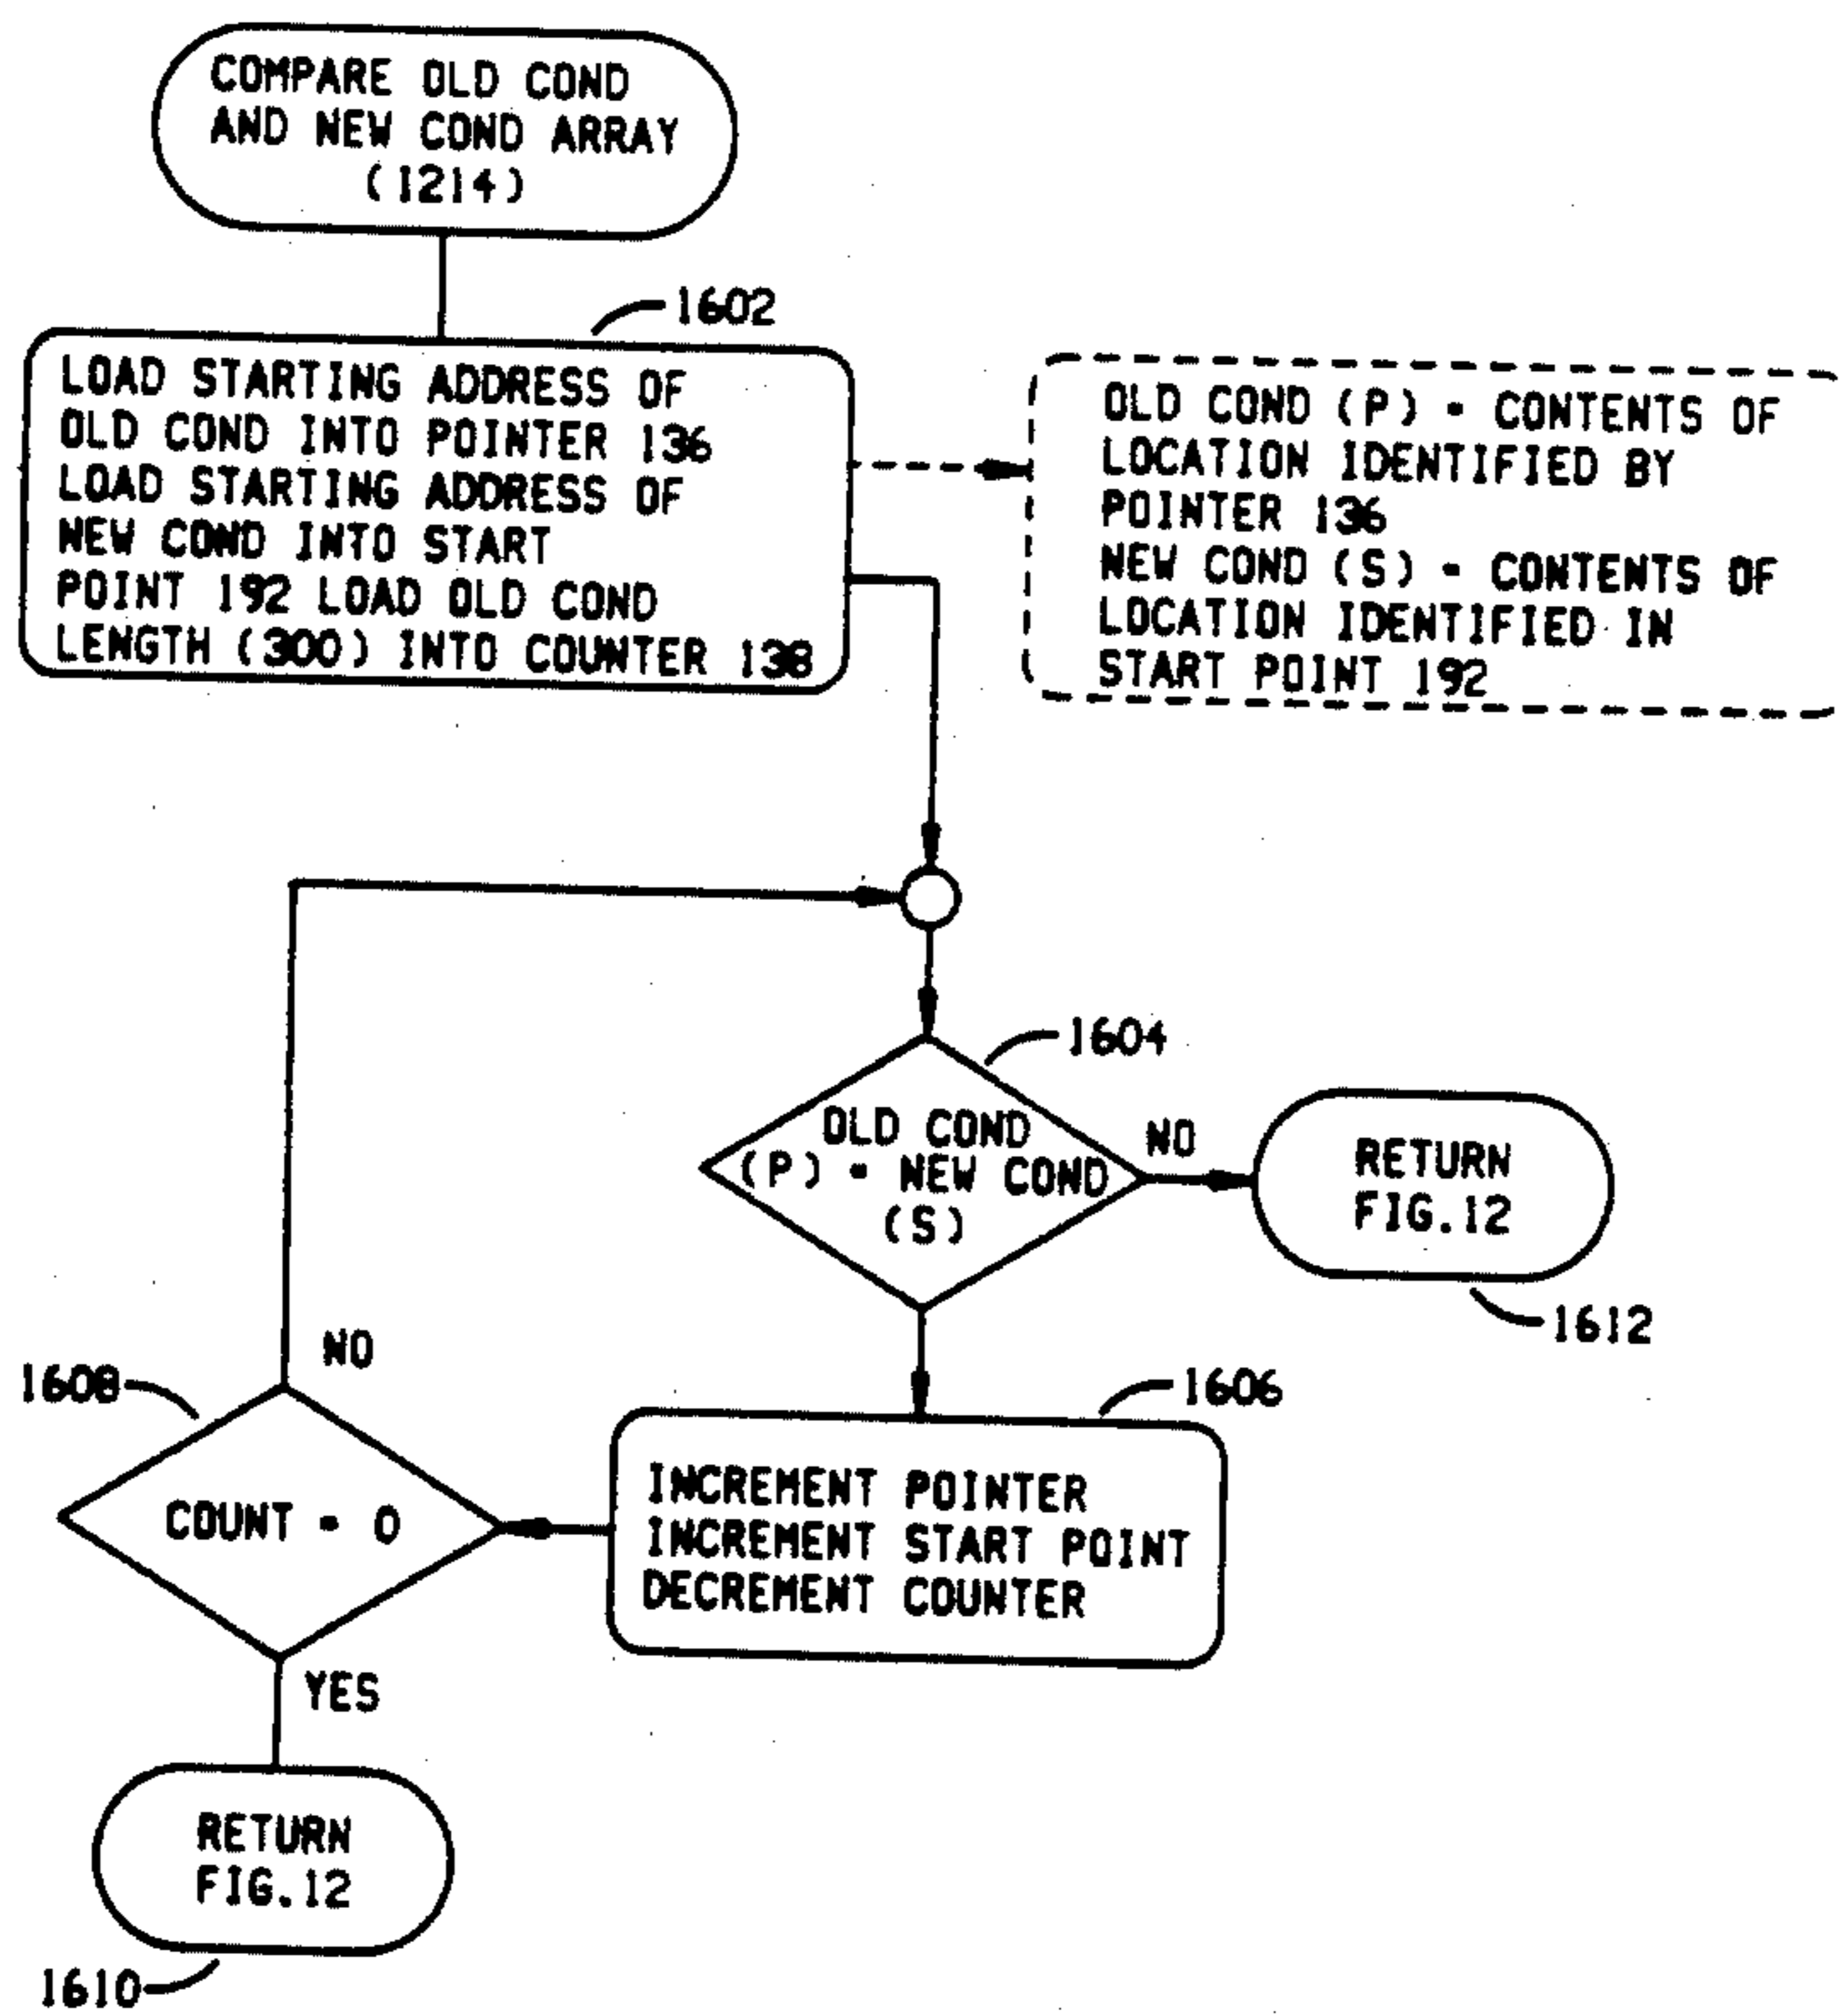 COMPARE OLD COND
AND NEW COND ARRAY
(1214)
1602
LOAD STARTING ADDRESS OF
OLD COND INTO POINTER 136
LOAD STARTING ADDRESS OF
NEW COND INTO START
POINT 192 LOAD OLD COND
LENGTH (300) INTO COUNTER 138
OLD COND (P) = CONTENTS OF
LOCATION IDENTIFIED BY
POINTER 136
NEW COND (S) = CONTENTS OF
LOCATION IDENTIFIED IN
START POINT 192
1604
OLD COND
(P) = NEW COND
(S)
NO
RETURN
FIG.12
1612
NO
1608
COUNT = 0
1606
INCREMENT POINTER
INCREMENT START POINT
DECREMENT COUNTER
YES
RETURN
FIG.12
1610